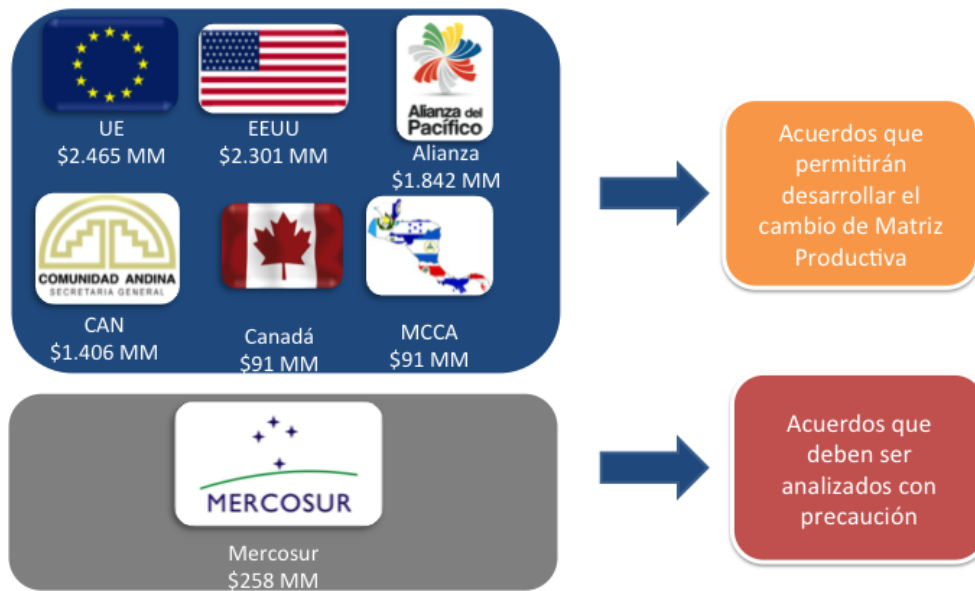 UE
$2.465 MM
EEUU
$2.301 MM
Alianza del
Pacífico
Alianza
$1.842 MM
COMUNIDAD ANDINA
SECRETARIA GENERAL
CAN
$1.406 MM
Canadá
$91 MM
MCCA
$91 MM
Acuerdos que
permitirán
desarrollar el
cambio de Matriz
Productiva
MERCOSUR
Mercosur
$258 MM
Acuerdos que
deben ser
analizados con
precaución